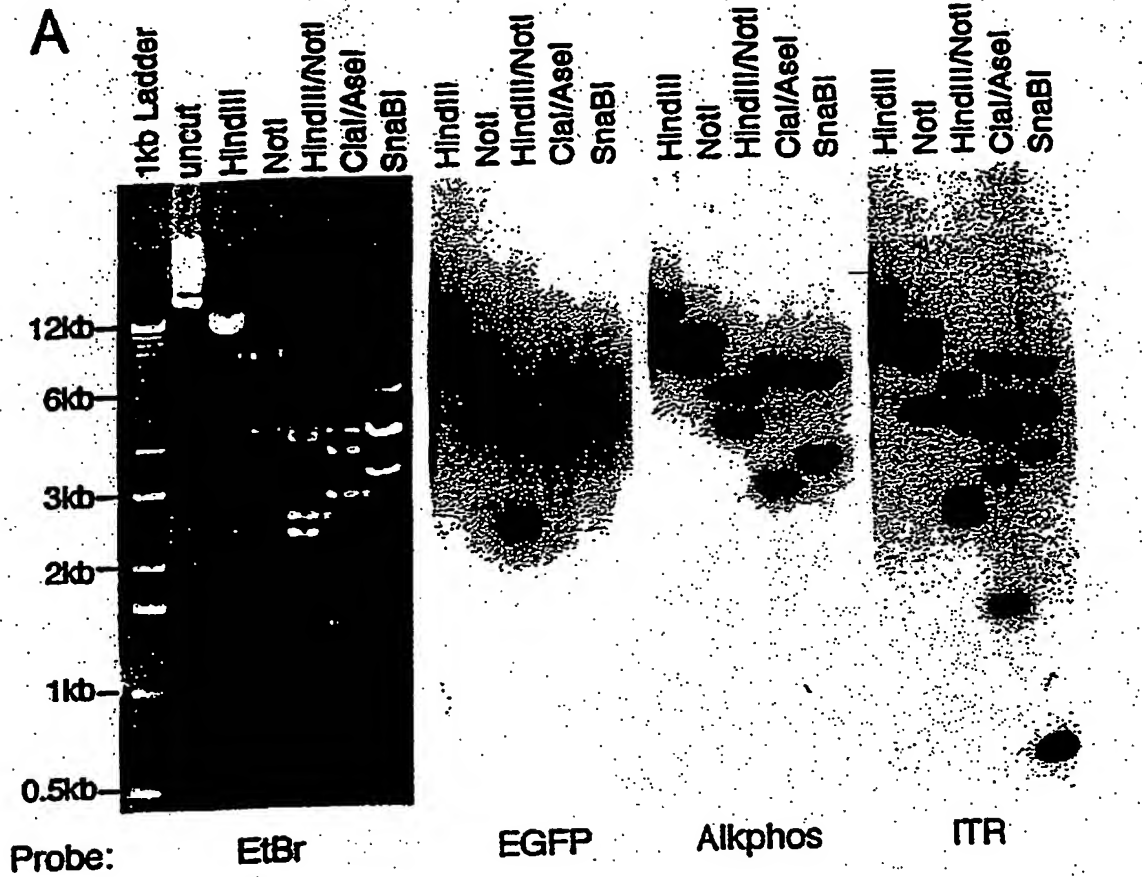 A
1kb Ladder
uncut
HindIII
NotI
HindIII/NotI
ClaI/AseI
SnaBI
HindIII
NotI
HindIII/NotI
ClaI/AseI
SnaBI
HindIII
NotI
HindIII/NotI
ClaI/AseI
SnaBI
HindIII
NotI
HindIII/NotI
ClaI/AseI
SnaBI
12kb
6kb
3kb
2kb
1kb
0.5kb
Probe: EtBr EGFP Alkphos ITR